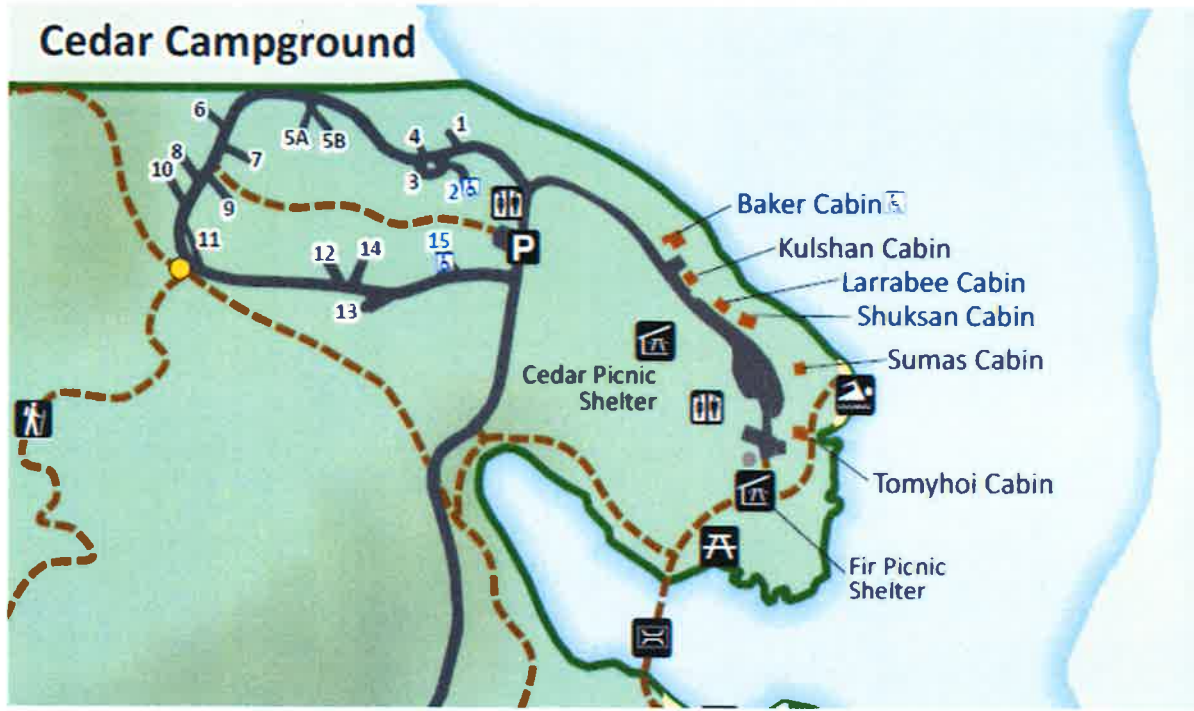 Cedar Campground
6
5A
5B
4
1
8
7
10
3
2
9
11
12
14
15
13
P
Baker Cabin
Kulshan Cabin
Larrabee Cabin
Shuksan Cabin
Sumas Cabin
Cedar Picnic
Shelter
Tomyhoi Cabin
Fir Picnic
Shelter